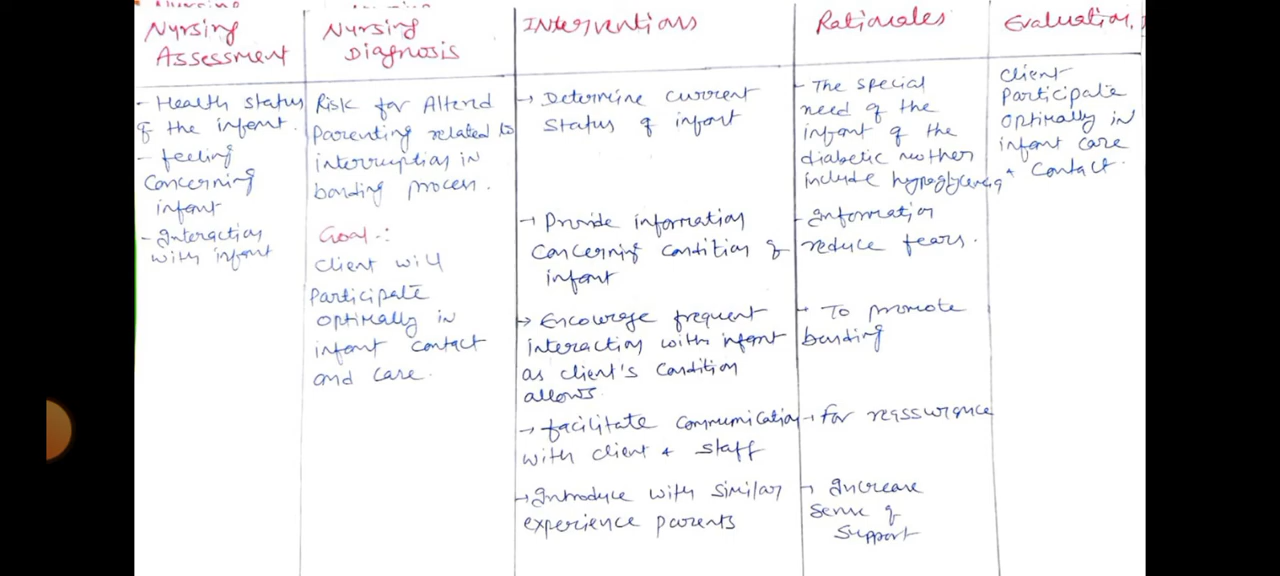 Nursing
Assessment
- Health status
of the infant.
- feeling
concerning
infant
- Interaction
with infant
Nursing
Diagnosis
Risk for Altered
Parenting related to
interruption in
bonding process.
Goal :
Client will
Participate
optimally in
infant contact
and care.
Interventions
→ Determine current
status of infant
→ Provide information
concerning condition of
infant
→ Encourage frequent
interaction with infant
as client's condition
allows.
→ facilitate communication
with client + staff
→ Introduce with similar
experience parents
Rationales
- The special
need of the
infant of the
diabetic mother
include hypoglycemia
- Information
reduce fears.
→ To promote
bonding
→ for reassurance
→ Increase
sense of
support
Evaluation
Client
Participate
optimally in
infant care
+ contact.